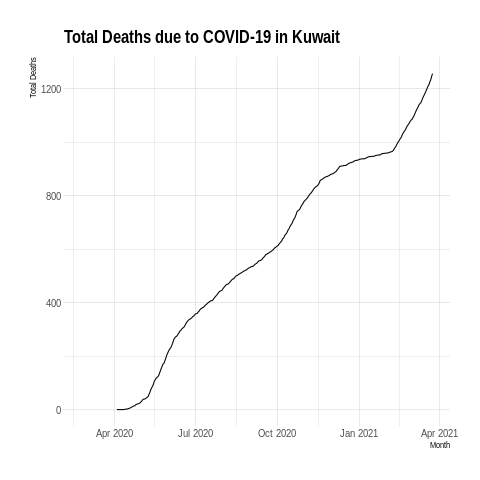 Total Deaths due to COVID-19 in Kuwait
Total Deaths
1200
800
400
0
Apr 2020
Jul 2020
Oct 2020
Jan 2021
Apr 2021
Month